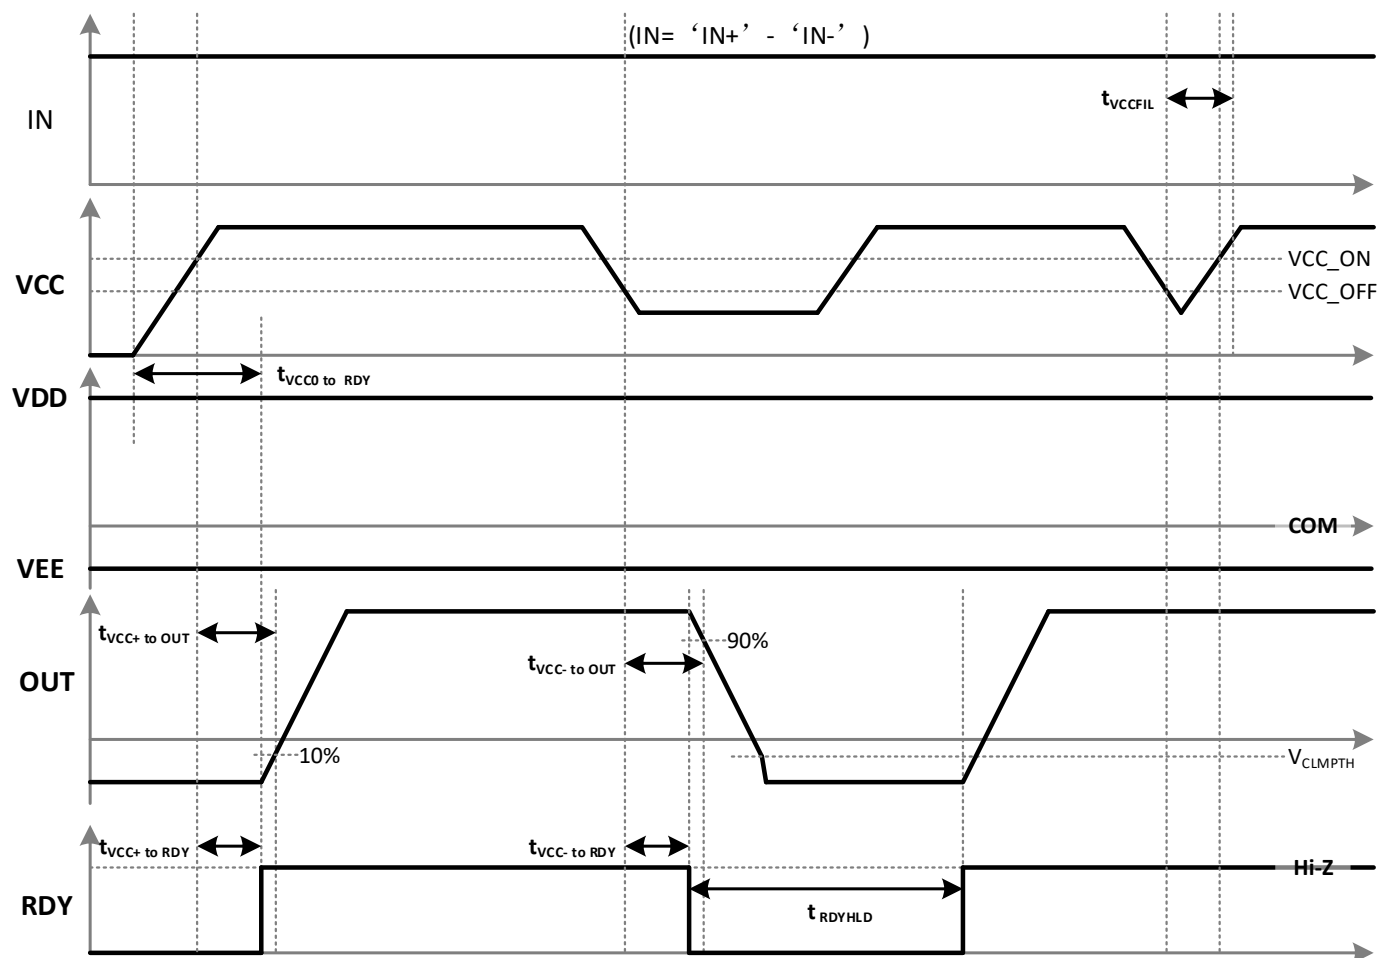 (IN= ‘IN+’ - ‘IN-’ )
tVCCFIL
IN
VCC_ON
VCC
VCC_OFF
tVCC0 to RDY
VDD
COM
VEE
tVCC+ to OUT
90%
tVCC- to OUT
OUT
10%
VCLMPTH
tVCC+ to RDY
tVCC- to RDY
Hi-Z
RDY
tRDYHLD